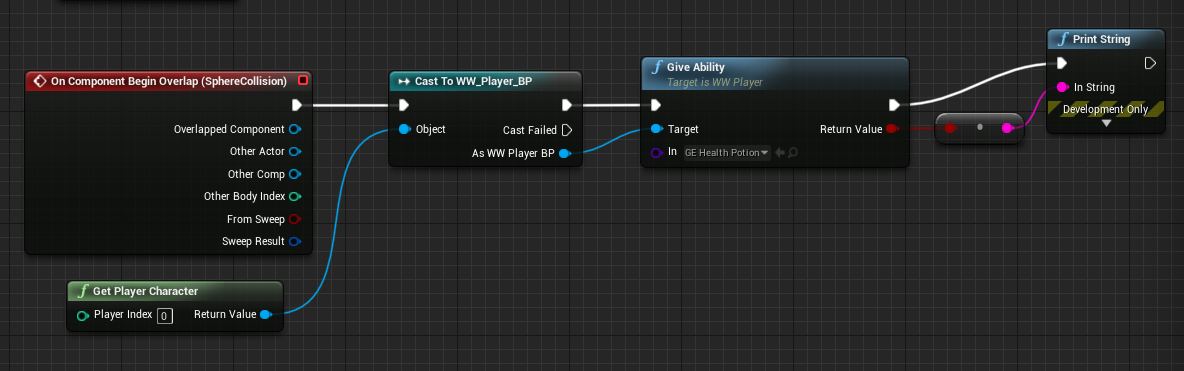 On Component Begin Overlap (SphereCollision)
Overlapped Component
Other Actor
Other Comp
Other Body Index
From Sweep
Sweep Result
Get Player Character
Player Index 0 Return Value
Cast To WW_Player_BP
Object Cast Failed
As WW Player BP
Give Ability
Target is WW Player
Target Return Value
In GE Health Potion
Print String
In String
Development Only